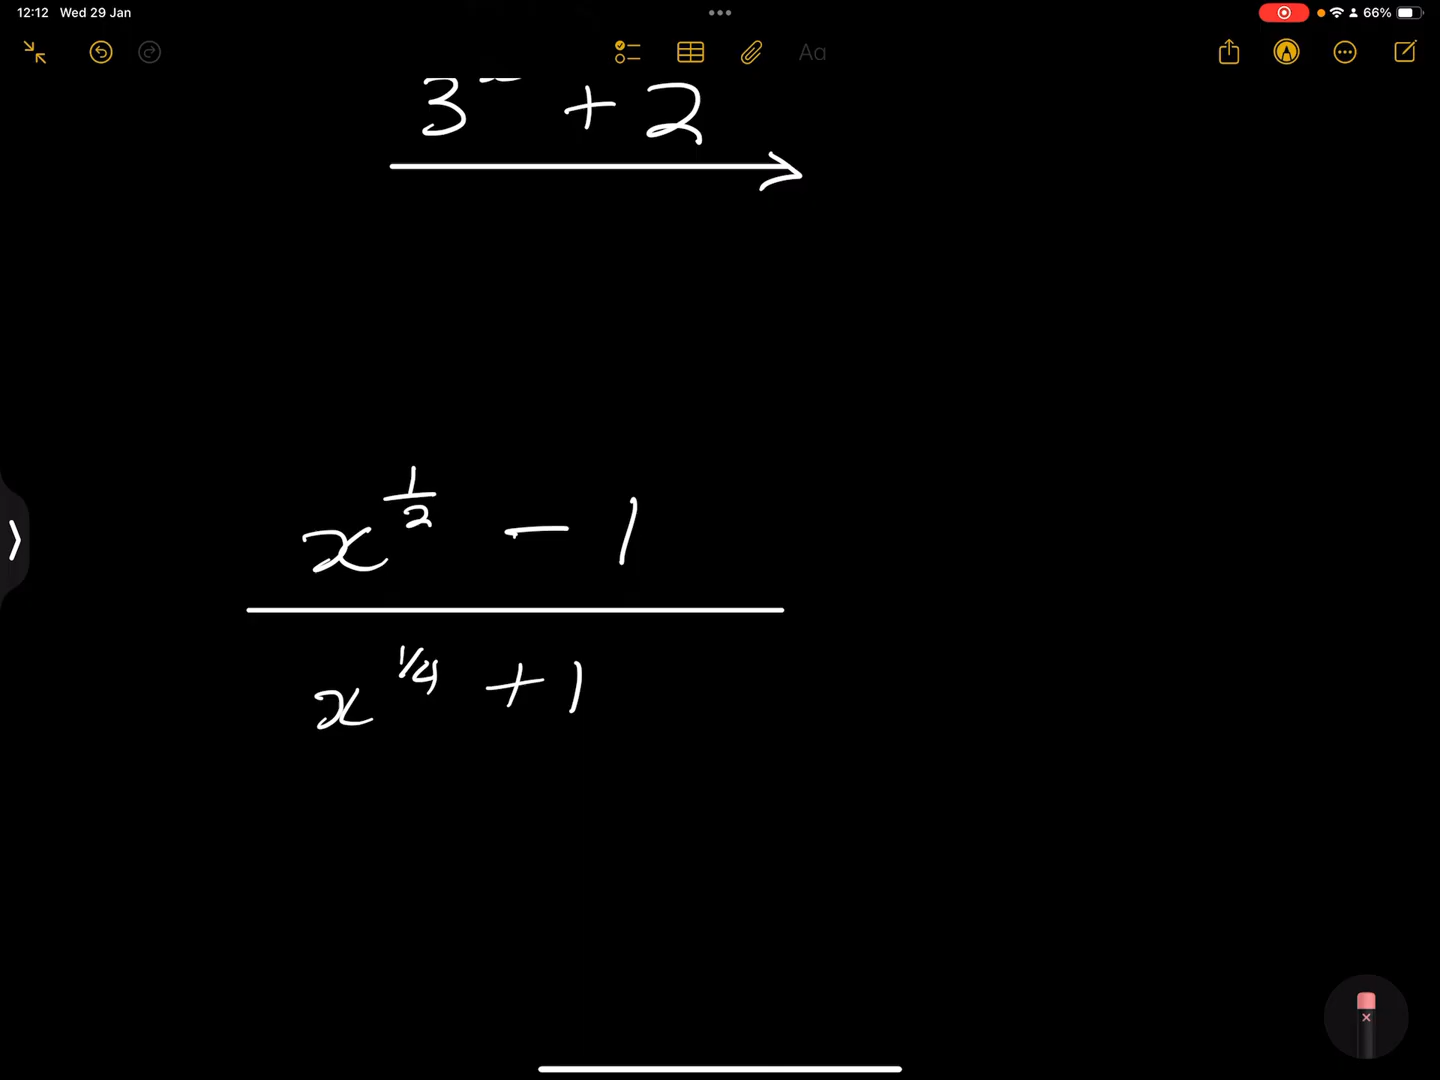 12:12 Wed 29 Jan 66%
Aa
3 + 2
x^{1/2} - 1
x^{1/4} + 1